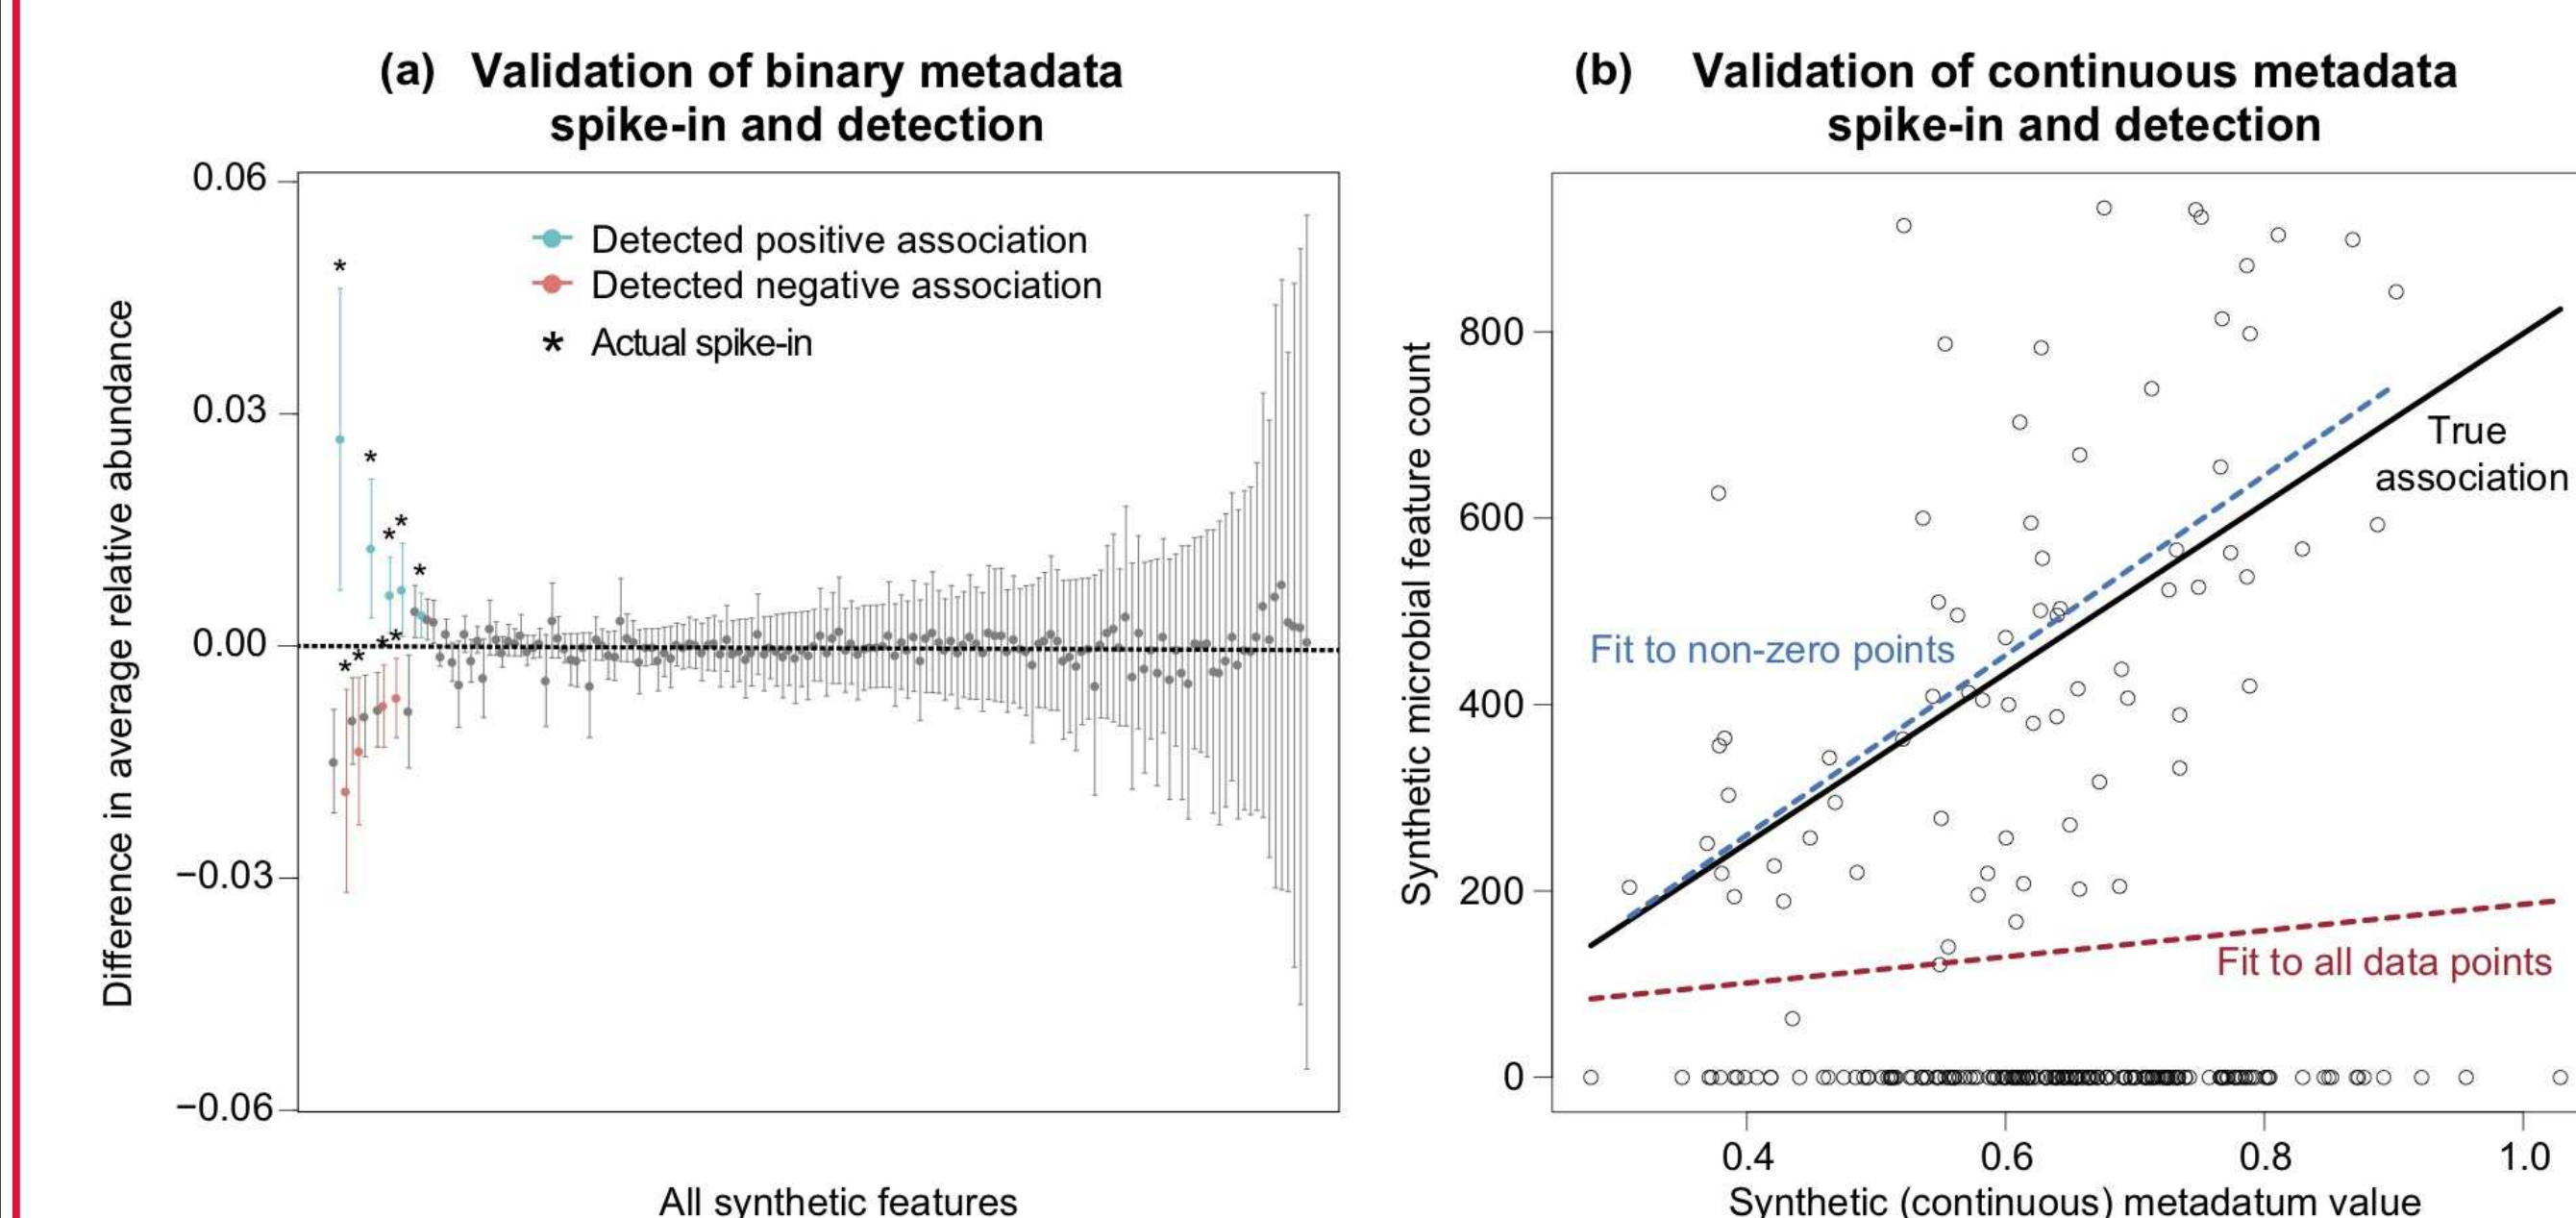 (a) Validation of binary metadata
spike-in and detection
0.06
0.03
0.00
−0.03
−0.06
Difference in average relative abundance
Detected positive association
Detected negative association
* Actual spike-in
*
*
*
*
*
*
*
*
*
All synthetic features
(b) Validation of continuous metadata
spike-in and detection
800
600
400
200
0
Synthetic microbial feature count
True
association
Fit to non-zero points
Fit to all data points
0.4 0.6 0.8 1.0
Synthetic (continuous) metadatum value